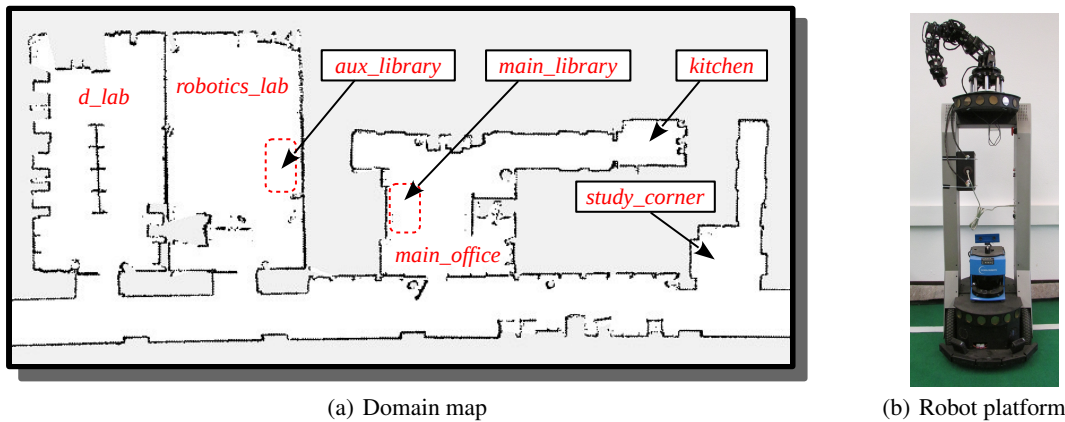 aux_library
main_library
kitchen
robotics_lab
d_lab
study_corner
main_office
(a) Domain map
(b) Robot platform